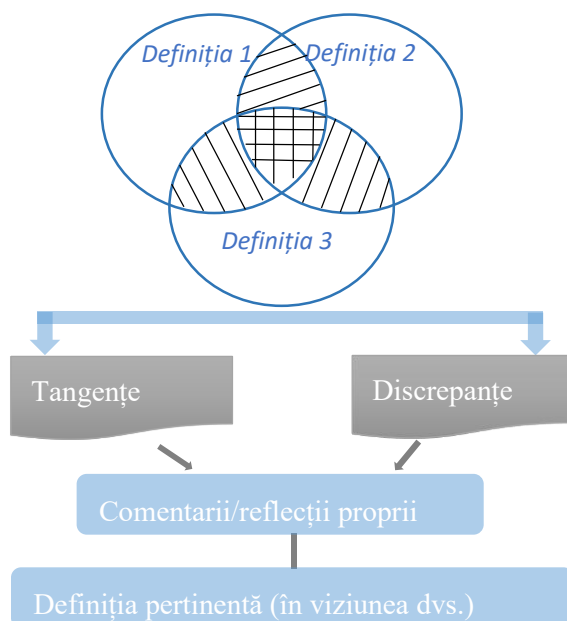 Definiția 1
Definiția 2
Definiția 3
Tangențe
Discrepanțe
Comentarii/reflecții proprii
Definiția pertinentă (în viziunea dvs.)